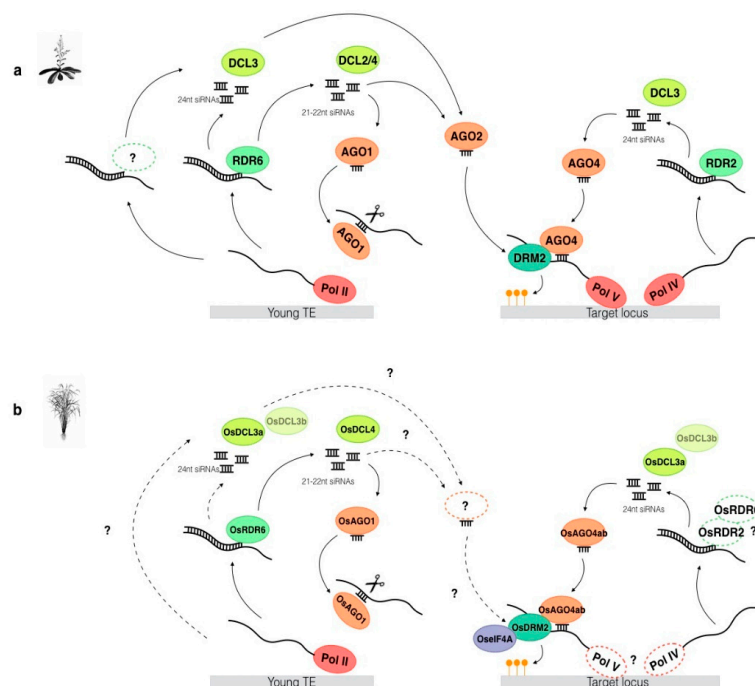 a
DCL3
24nt siRNAs
DCL2/4
21-22nt siRNAs
DCL3
24nt siRNAs
?
RDR6
AGO1
AGO2
AGO4
RDR2
AGO1
AGO4
DRM2
Pol II
Pol V
Pol IV
Young TE
Target locus
b
?
OsDCL3a
OsDCL3b
24nt siRNAs
OsDCL4
21-22nt siRNAs
?
OsDCL3b
OsDCL3a
24nt siRNAs
?
OsRDR6
OsAGO1
?
OsAGO4ab
OsRDR2
?
OsAGO1
?
OsAGO4ab
OsDRM2
OseIF4A
Pol II
Pol V
?
Pol IV
Young TE
Target locus